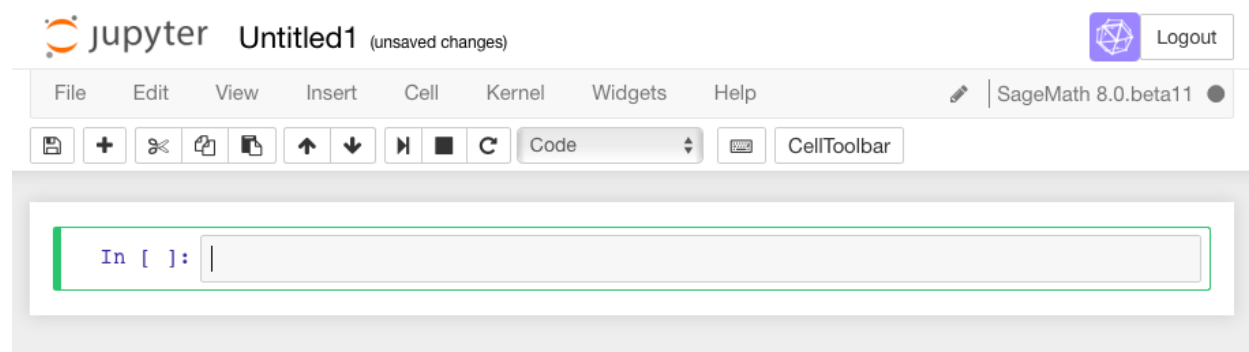 jupyter Untitled1 (unsaved changes) Logout
File Edit View Insert Cell Kernel Widgets Help SageMath 8.0.beta11
Code CellToolbar
In [ ]: